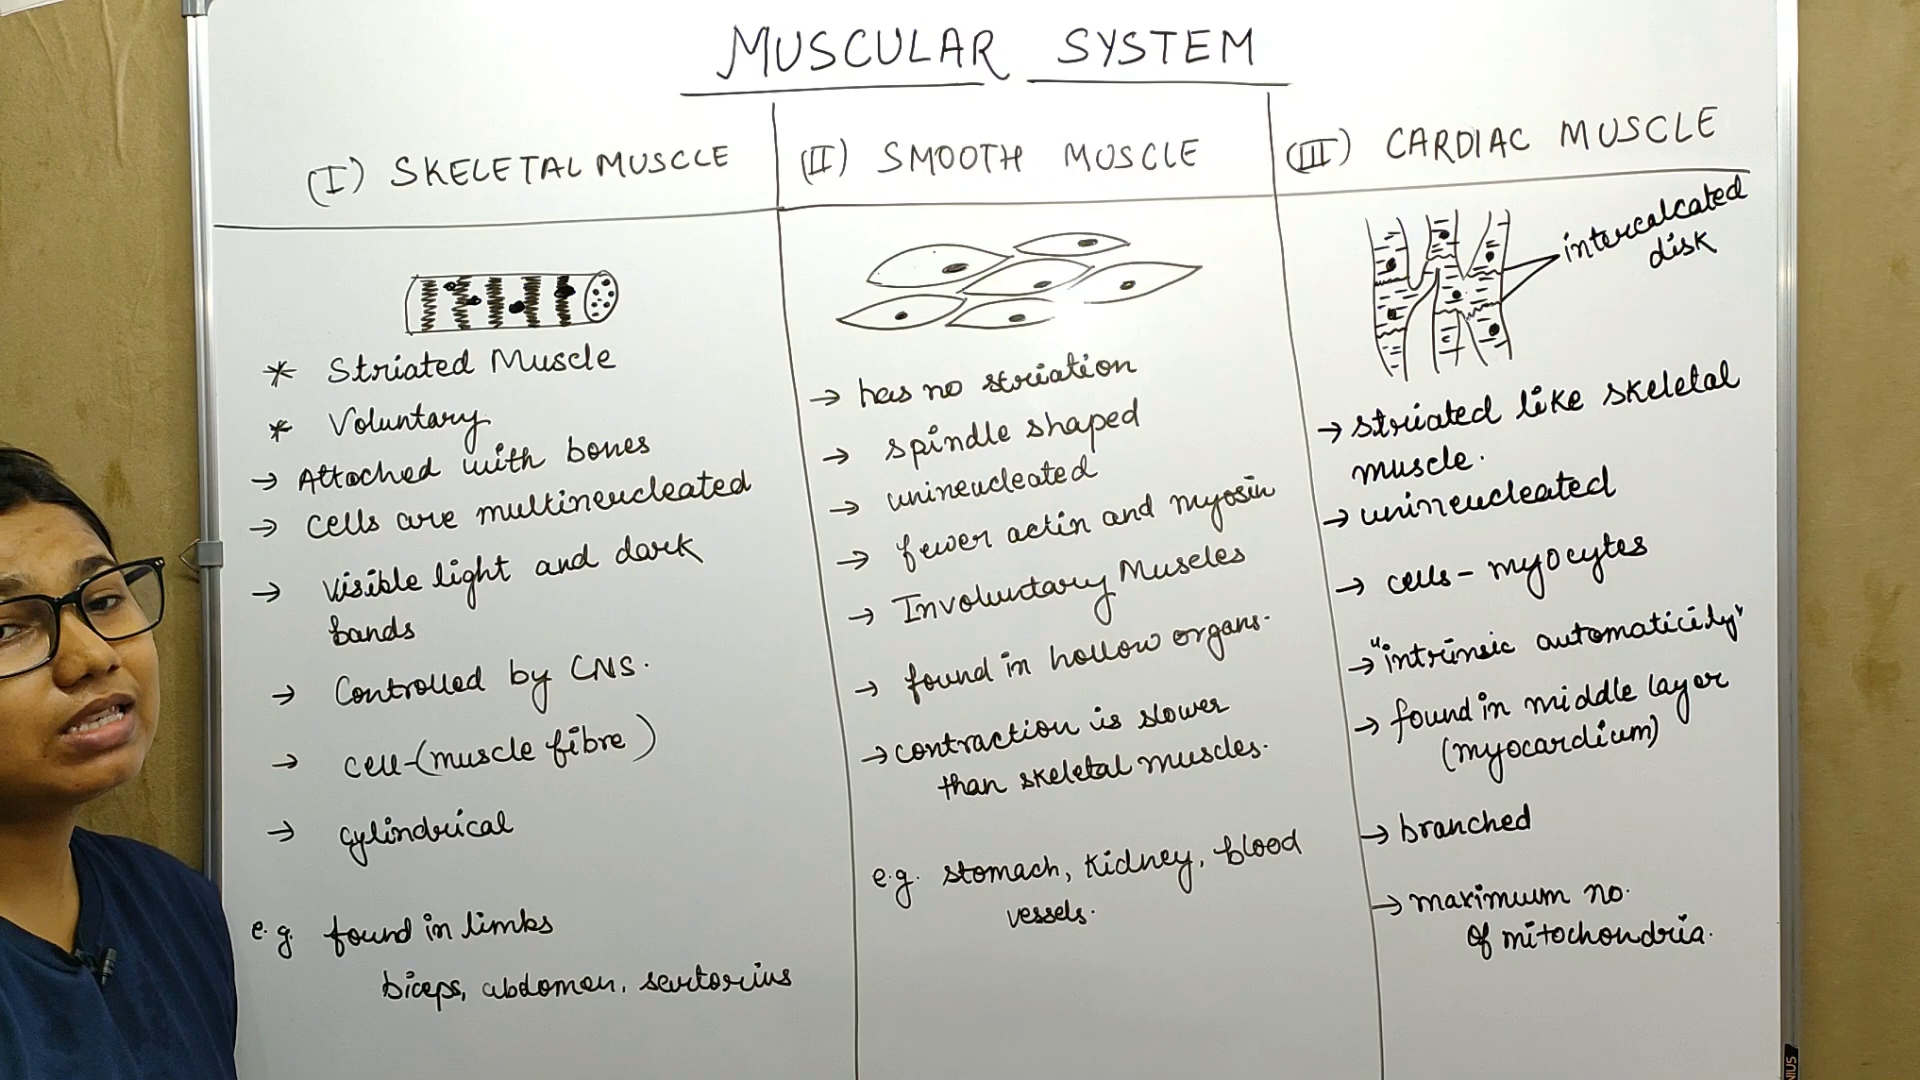 MUSCULAR SYSTEM
(I) SKELETAL MUSCLE
* Striated Muscle
* Voluntary
→ Attached with bones
→ cells are multinucleated
→ visible light and dark
bands
→ Controlled by CNS.
→ cell-(muscle fibre)
→ cylindrical
e.g. found in limbs
biceps, abdomen, sartorius
(II) SMOOTH MUSCLE
→ has no striation
→ spindle shaped
→ uninucleated
→ fewer actin and myosin
→ Involuntary Muscles
→ found in hollow organs.
→ contraction is slower
than skeletal muscles.
e.g. stomach, kidney, blood
vessels.
(III) CARDIAC MUSCLE
intercalcated
disk
→ striated like skeletal
muscle.
→ uninucleated
→ cells - myocytes
→ "intrinsic automaticity"
→ found in middle layer
(myocardium)
→ branched
→ maximum no.
of mitochondria.